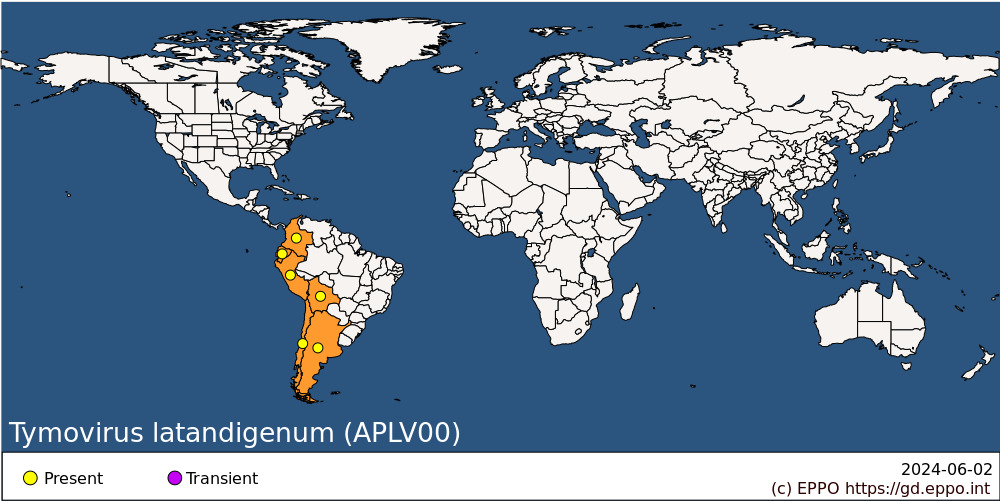 Tymovirus latandigenum (APLV00)
Present
Transient
2024-06-02
(c) EPPO https://gd.eppo.int